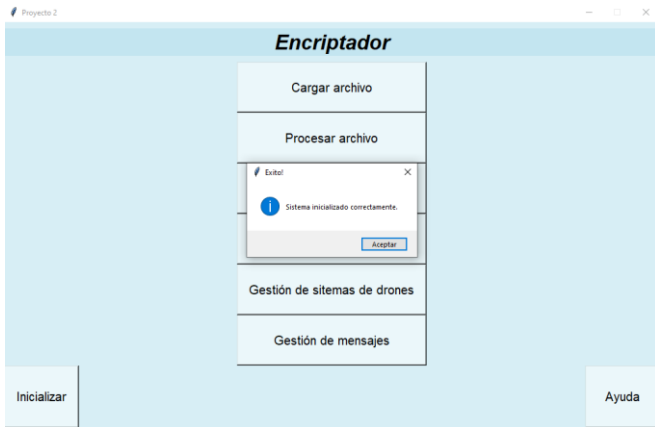 Proyecto 2
Encriptador
Cargar archivo
Procesar archivo
Exito!
Sistema inicializado correctamente.
Aceptar
Gestión de sitemas de drones
Gestión de mensajes
Inicializar
Ayuda